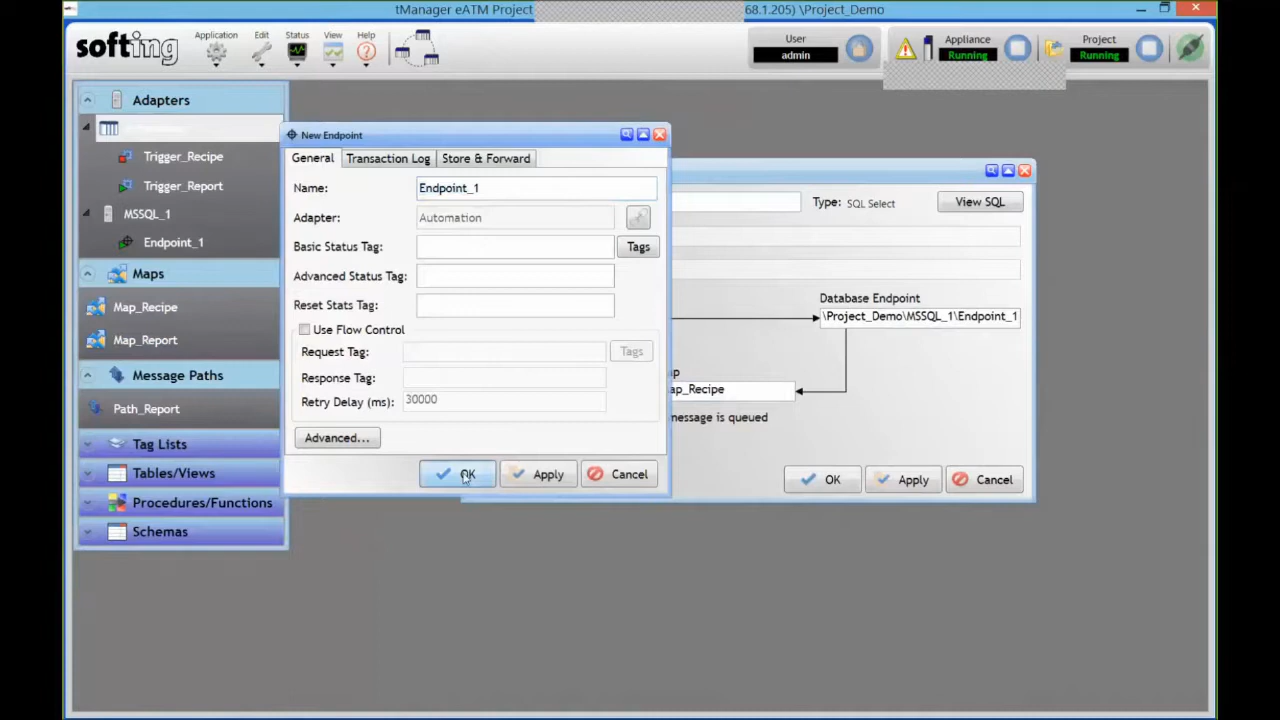 tManager eATM Project
68.1.205) \Project_Demo
softing
Application
Edit
Status
View
Help
User
admin
Appliance
Running
Project
Running
Adapters
Trigger_Recipe
Trigger_Report
MSSQL_1
Endpoint_1
Maps
Map_Recipe
Map_Report
Message Paths
Path_Report
Tag Lists
Tables/Views
Procedures/Functions
Schemas
New Endpoint
General
Transaction Log
Store & Forward
Name:
Endpoint_1
Adapter:
Automation
Basic Status Tag:
Tags
Advanced Status Tag:
Reset Stats Tag:
Use Flow Control
Request Tag:
Tags
Response Tag:
Retry Delay (ms):
30000
Advanced...
OK
Apply
Cancel
Type: SQL Select
View SQL
Database Endpoint
\Project_Demo\MSSQL_1\Endpoint_1
ap
ap_Recipe
message is queued
OK
Apply
Cancel